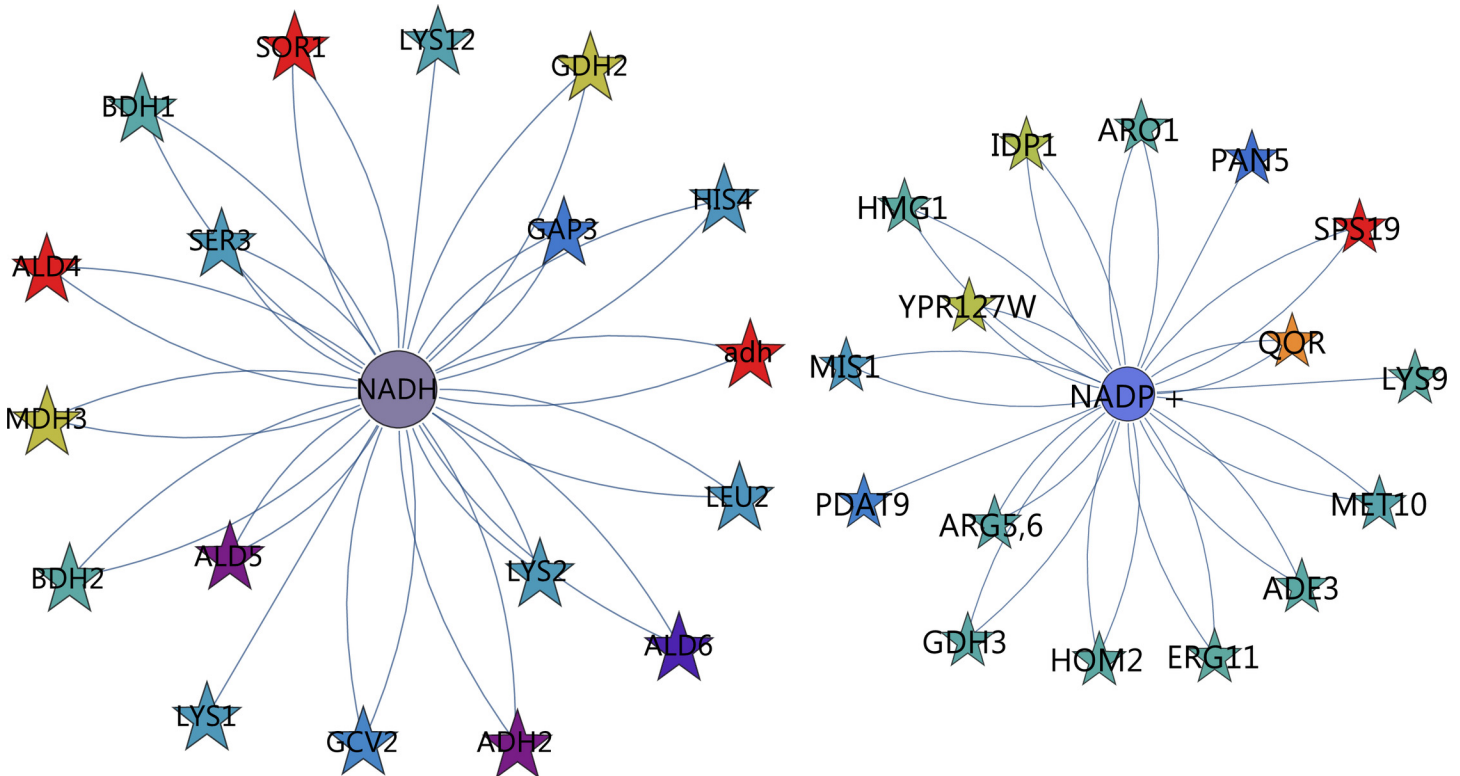 SOR1
LYS12
GDH2
BDH1
HIS4
SER3
GAP3
ALD4
adh
NADH
MDH3
LEU2
ALD5
LYS2
BDH2
ALD6
LYS1
GCV2
ADH2
ARO1
IDP1
PAN5
HMG1
SPS19
YPR127W
QOR
MIS1
LYS9
NADP +
PDAT9
MET10
ARG5,6
ADE3
GDH3
HOM2
ERG11